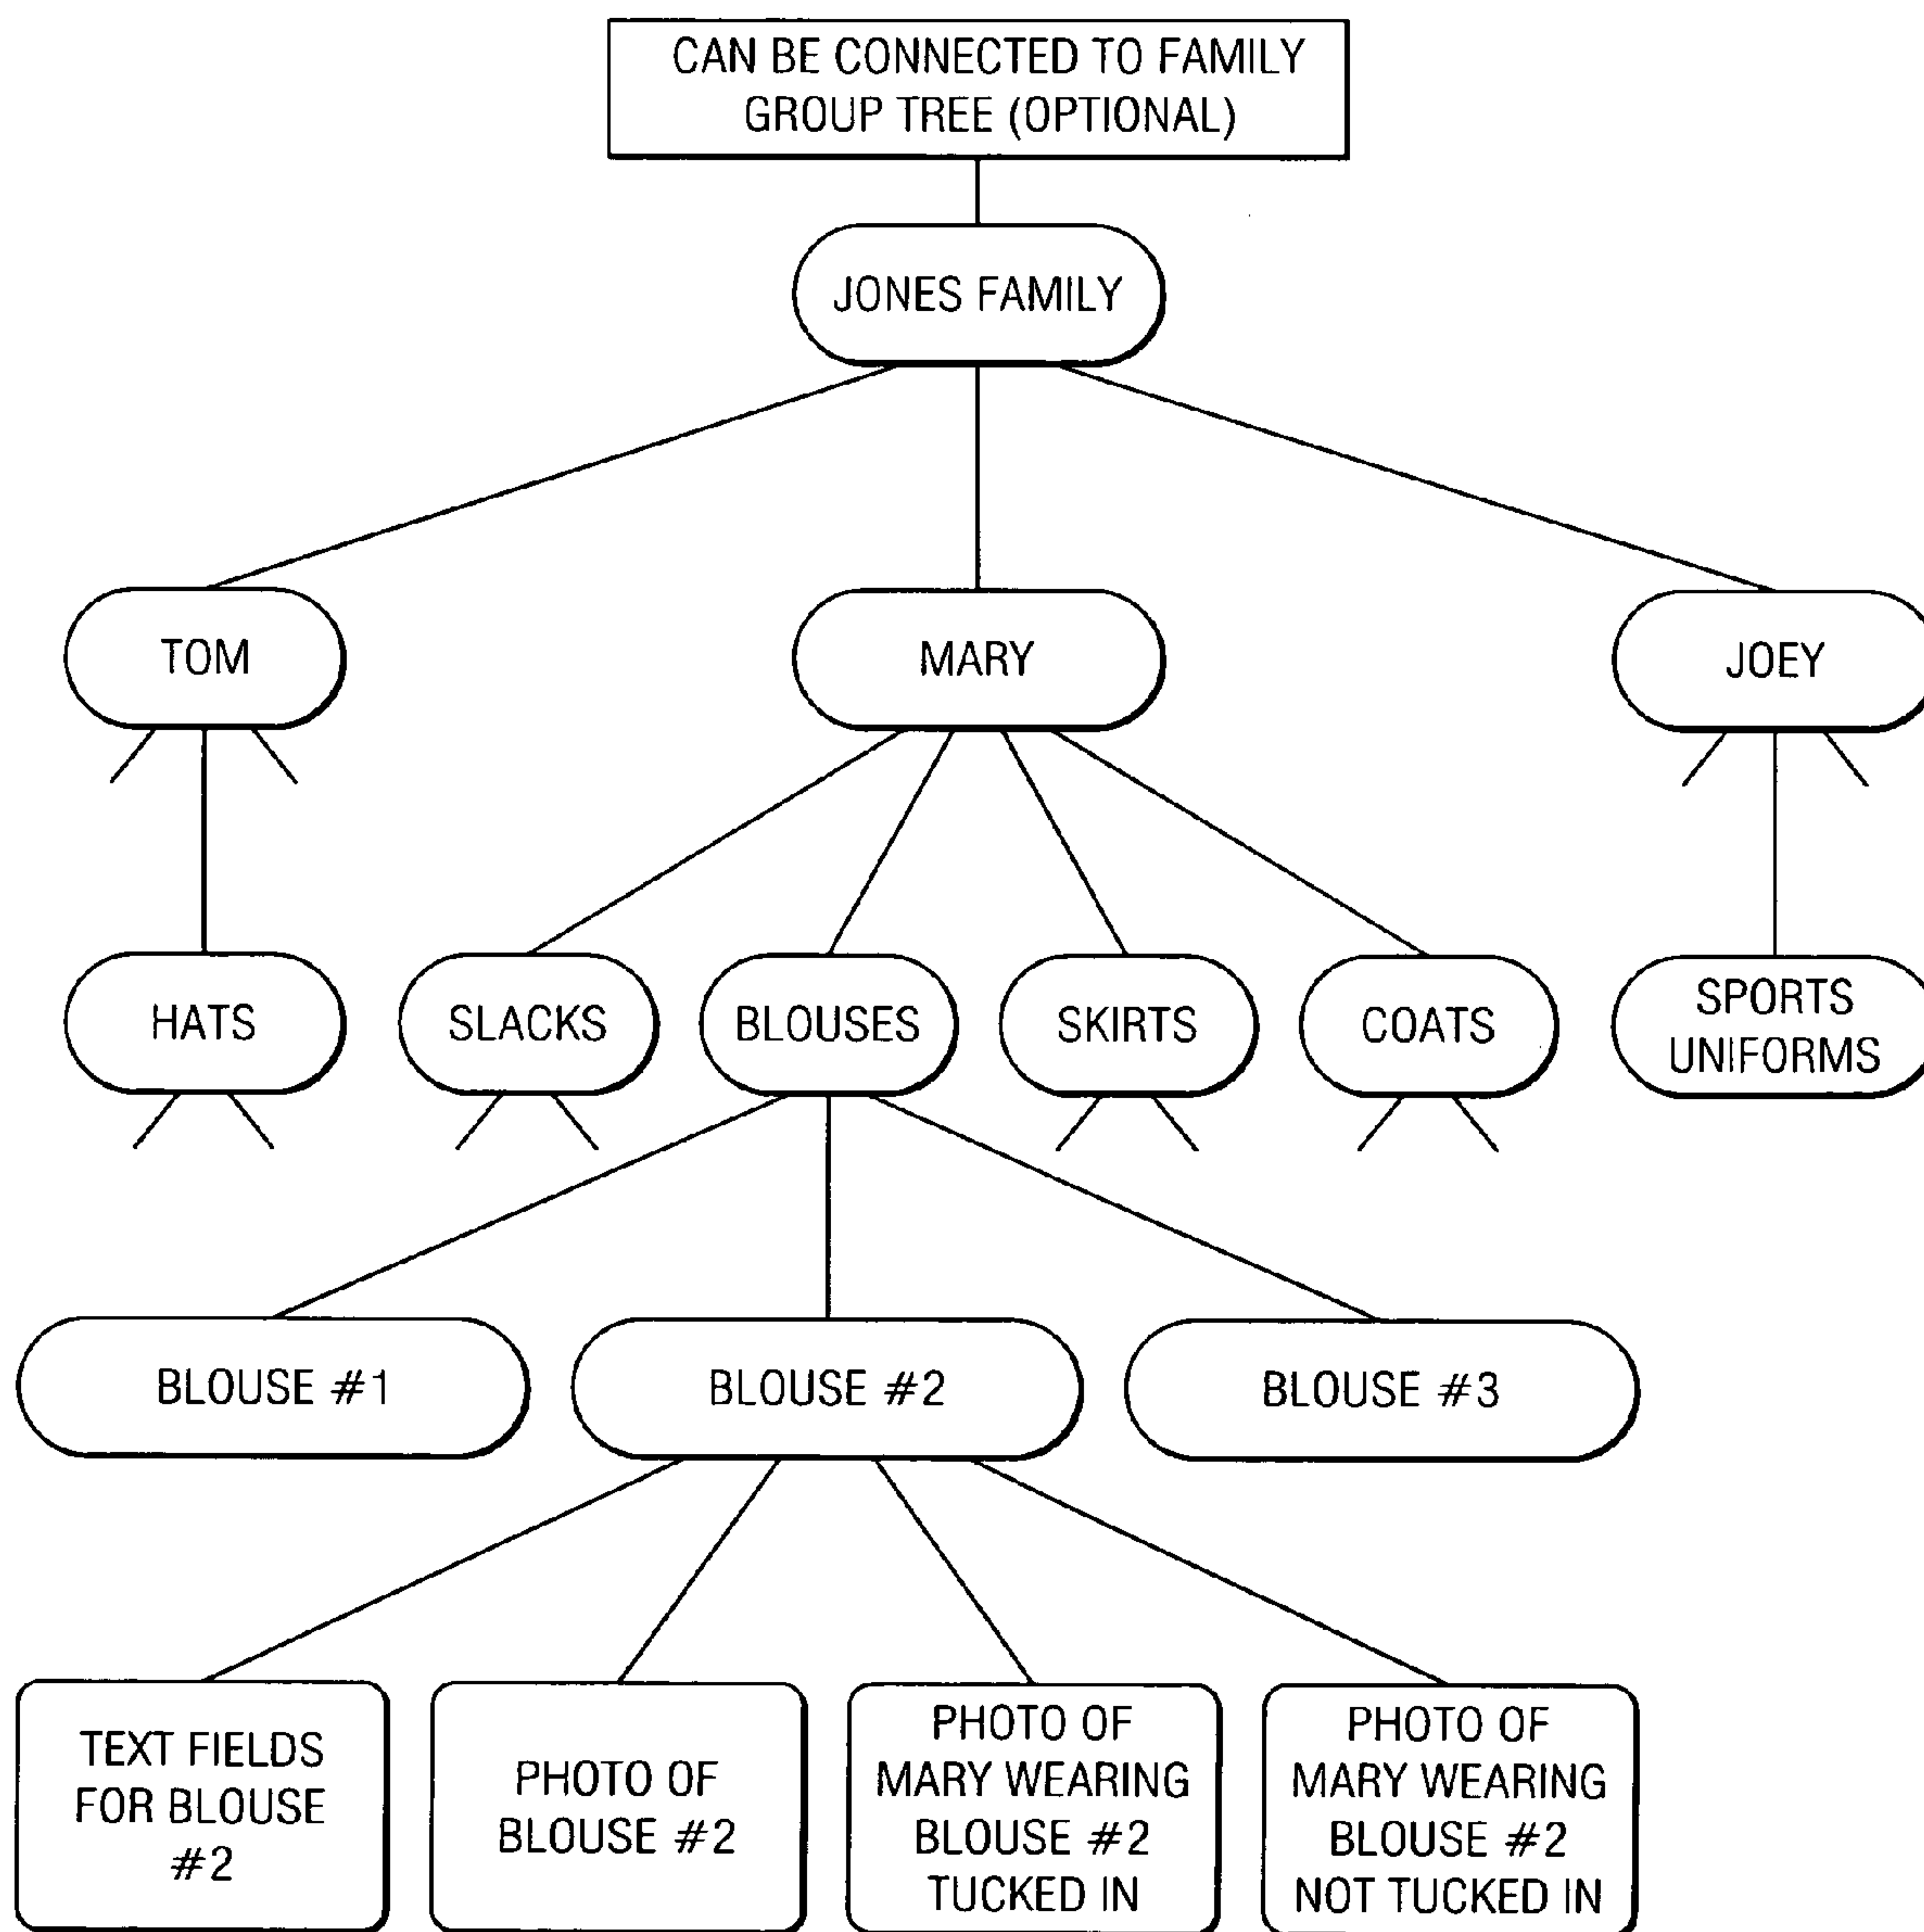 CAN BE CONNECTED TO FAMILY
GROUP TREE (OPTIONAL)
JONES FAMILY
TOM
MARY
JOEY
HATS
SLACKS
BLOUSES
SKIRTS
COATS
SPORTS
UNIFORMS
BLOUSE #1
BLOUSE #2
BLOUSE #3
TEXT FIELDS
FOR BLOUSE
#2
PHOTO OF
BLOUSE #2
PHOTO OF
MARY WEARING
BLOUSE #2
TUCKED IN
PHOTO OF
MARY WEARING
BLOUSE #2
NOT TUCKED IN